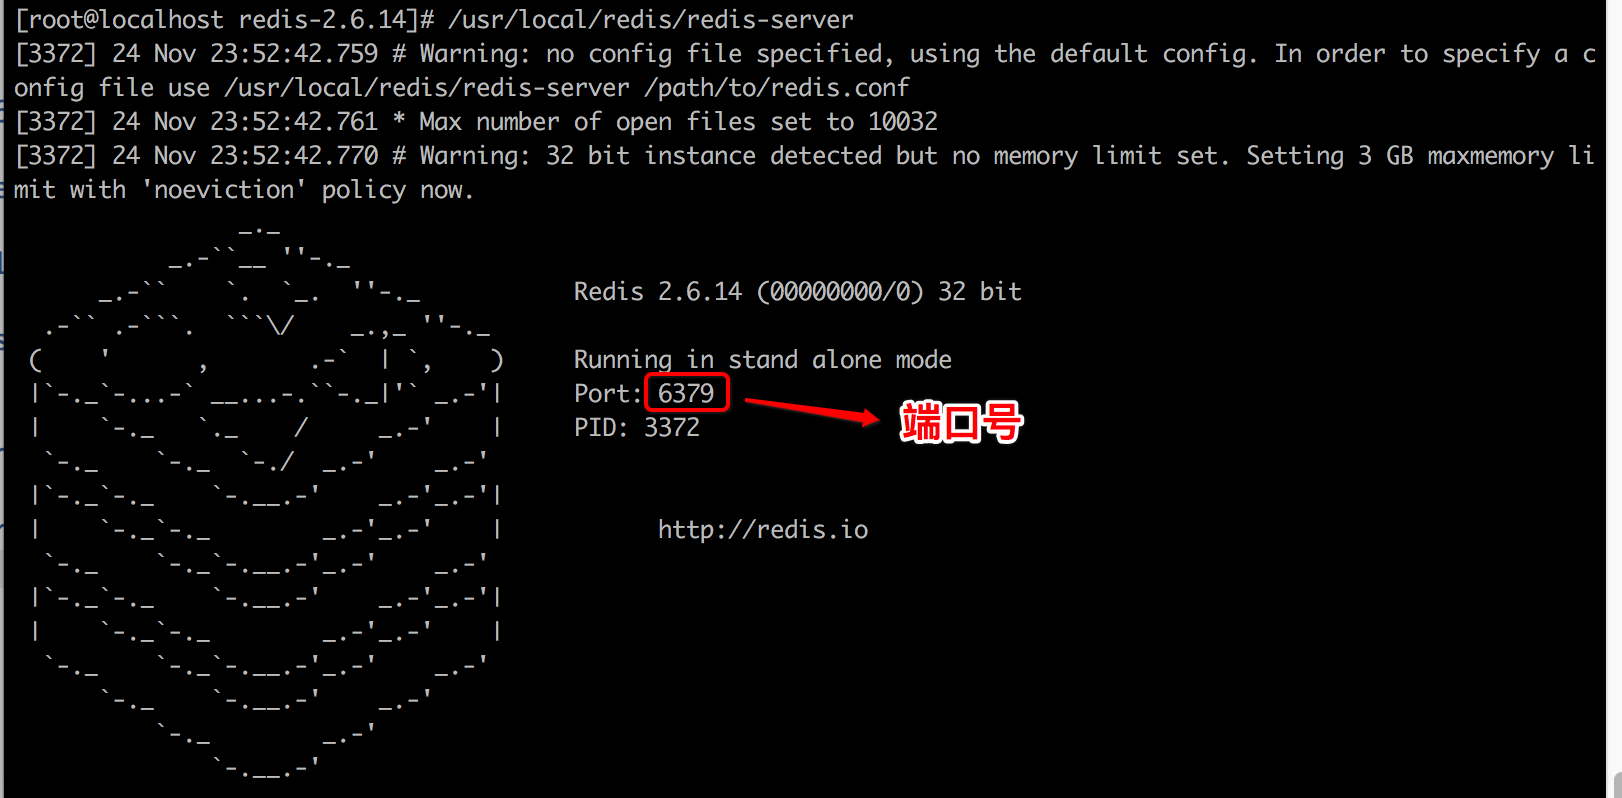 [root@localhost redis-2.6.14]# /usr/local/redis/redis-server
[3372] 24 Nov 23:52:42.759 # Warning: no config file specified, using the default config. In order to specify a c
onfig file use /usr/local/redis/redis-server /path/to/redis.conf
[3372] 24 Nov 23:52:42.761 * Max number of open files set to 10032
[3372] 24 Nov 23:52:42.770 # Warning: 32 bit instance detected but no memory limit set. Setting 3 GB maxmemory li
mit with 'noeviction' policy now.
Redis 2.6.14 (00000000/0) 32 bit
Running in stand alone mode
Port: 6379
端口号
PID: 3372
http://redis.io